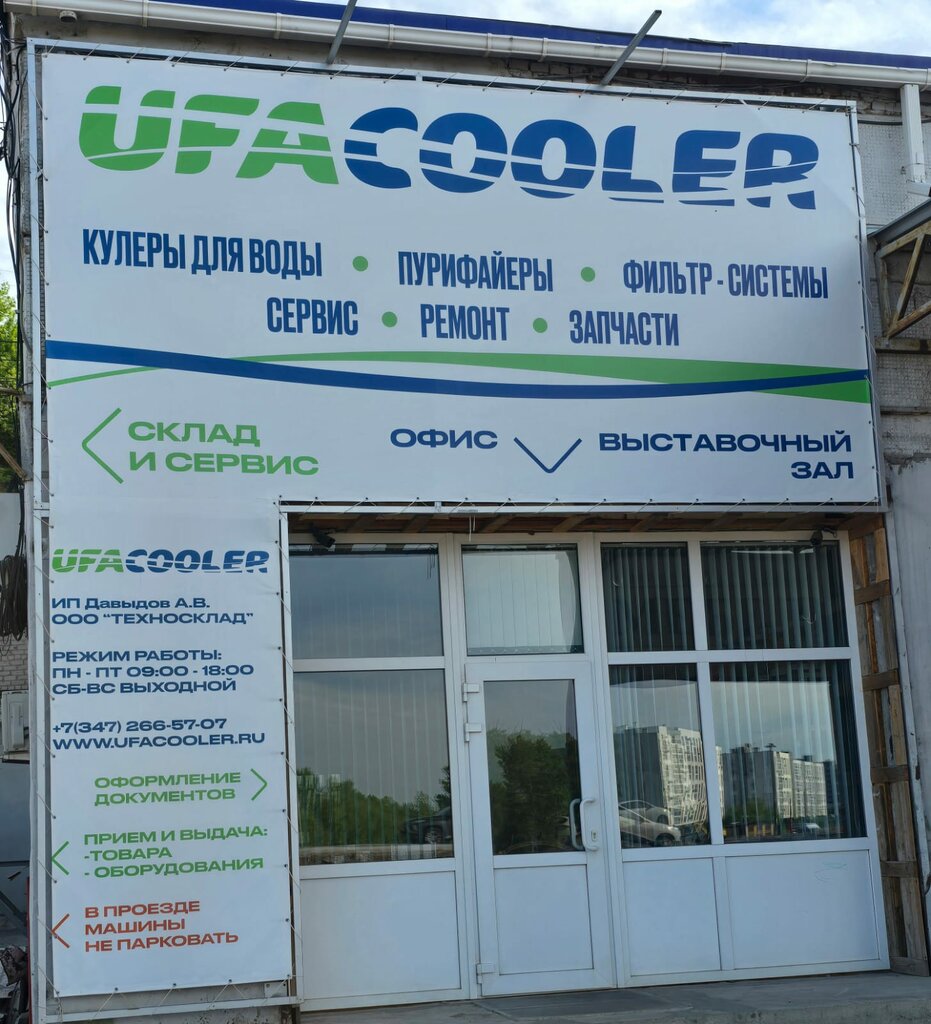 UFACOOLER
КУЛЕРЫ ДЛЯ ВОДЫ • ПУРИФАЙЕРЫ • ФИЛЬТР-СИСТЕМЫ
СЕРВИС • РЕМОНТ • ЗАПЧАСТИ
СКЛАД
И СЕРВИС
ОФИС
ВЫСТАВОЧНЫЙ
ЗАЛ
UFACOOLER
ИП Давыдов А.В.
ООО "ТЕХНОСКЛАД"
РЕЖИМ РАБОТЫ:
ПН - ПТ 09:00 - 18:00
СБ-ВС ВЫХОДНОЙ
+7(347) 266-57-07
WWW.UFACOOLER.RU
ОФОРМЛЕНИЕ
ДОКУМЕНТОВ
ПРИЕМ И ВЫДАЧА:
-ТОВАРА
- ОБОРУДОВАНИЯ
В ПРОЕЗДЕ
МАШИНЫ
НЕ ПАРКОВАТЬ